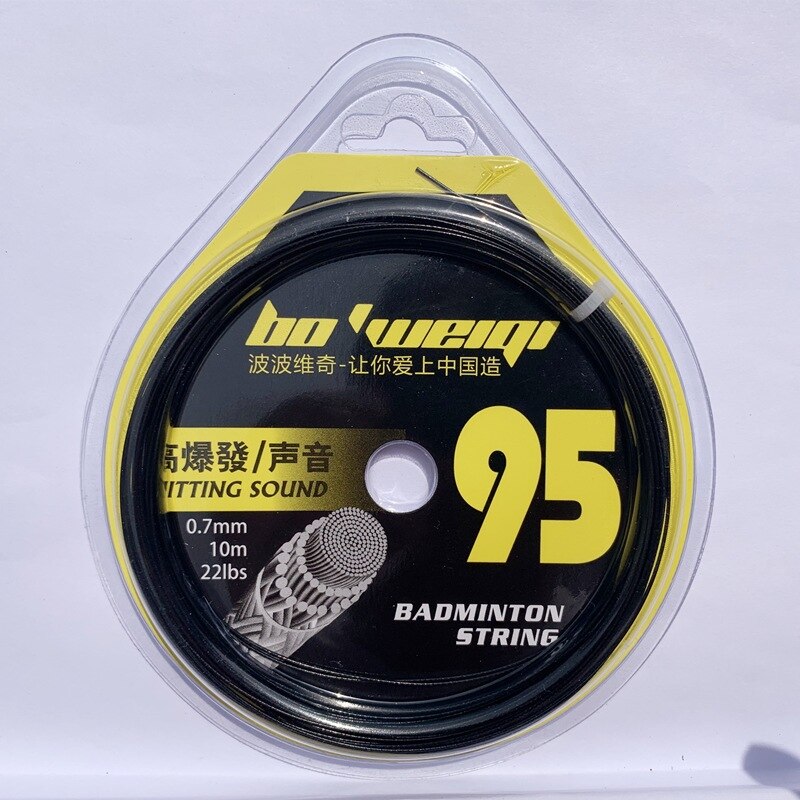 bo'weiqi
波波维奇-让你爱上中国造
95
高爆發/声音
HITTING SOUND
0.7mm
10m
22lbs
BADMINTON
STRING